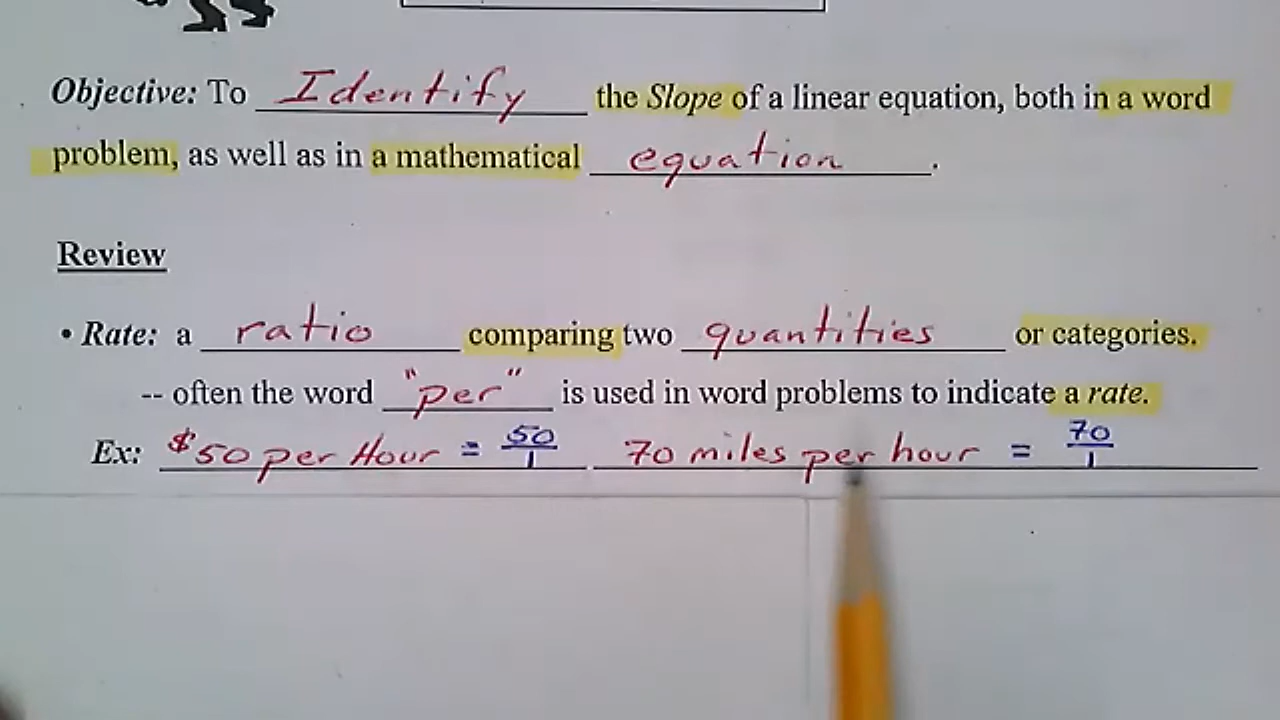 Objective: To Identify the Slope of a linear equation, both in a word
problem, as well as in a mathematical equation.
Review
• Rate: a ratio comparing two quantities or categories.
-- often the word "per" is used in word problems to indicate a rate.
Ex: $50 per Hour = 50/1 70 miles per hour = 70/1